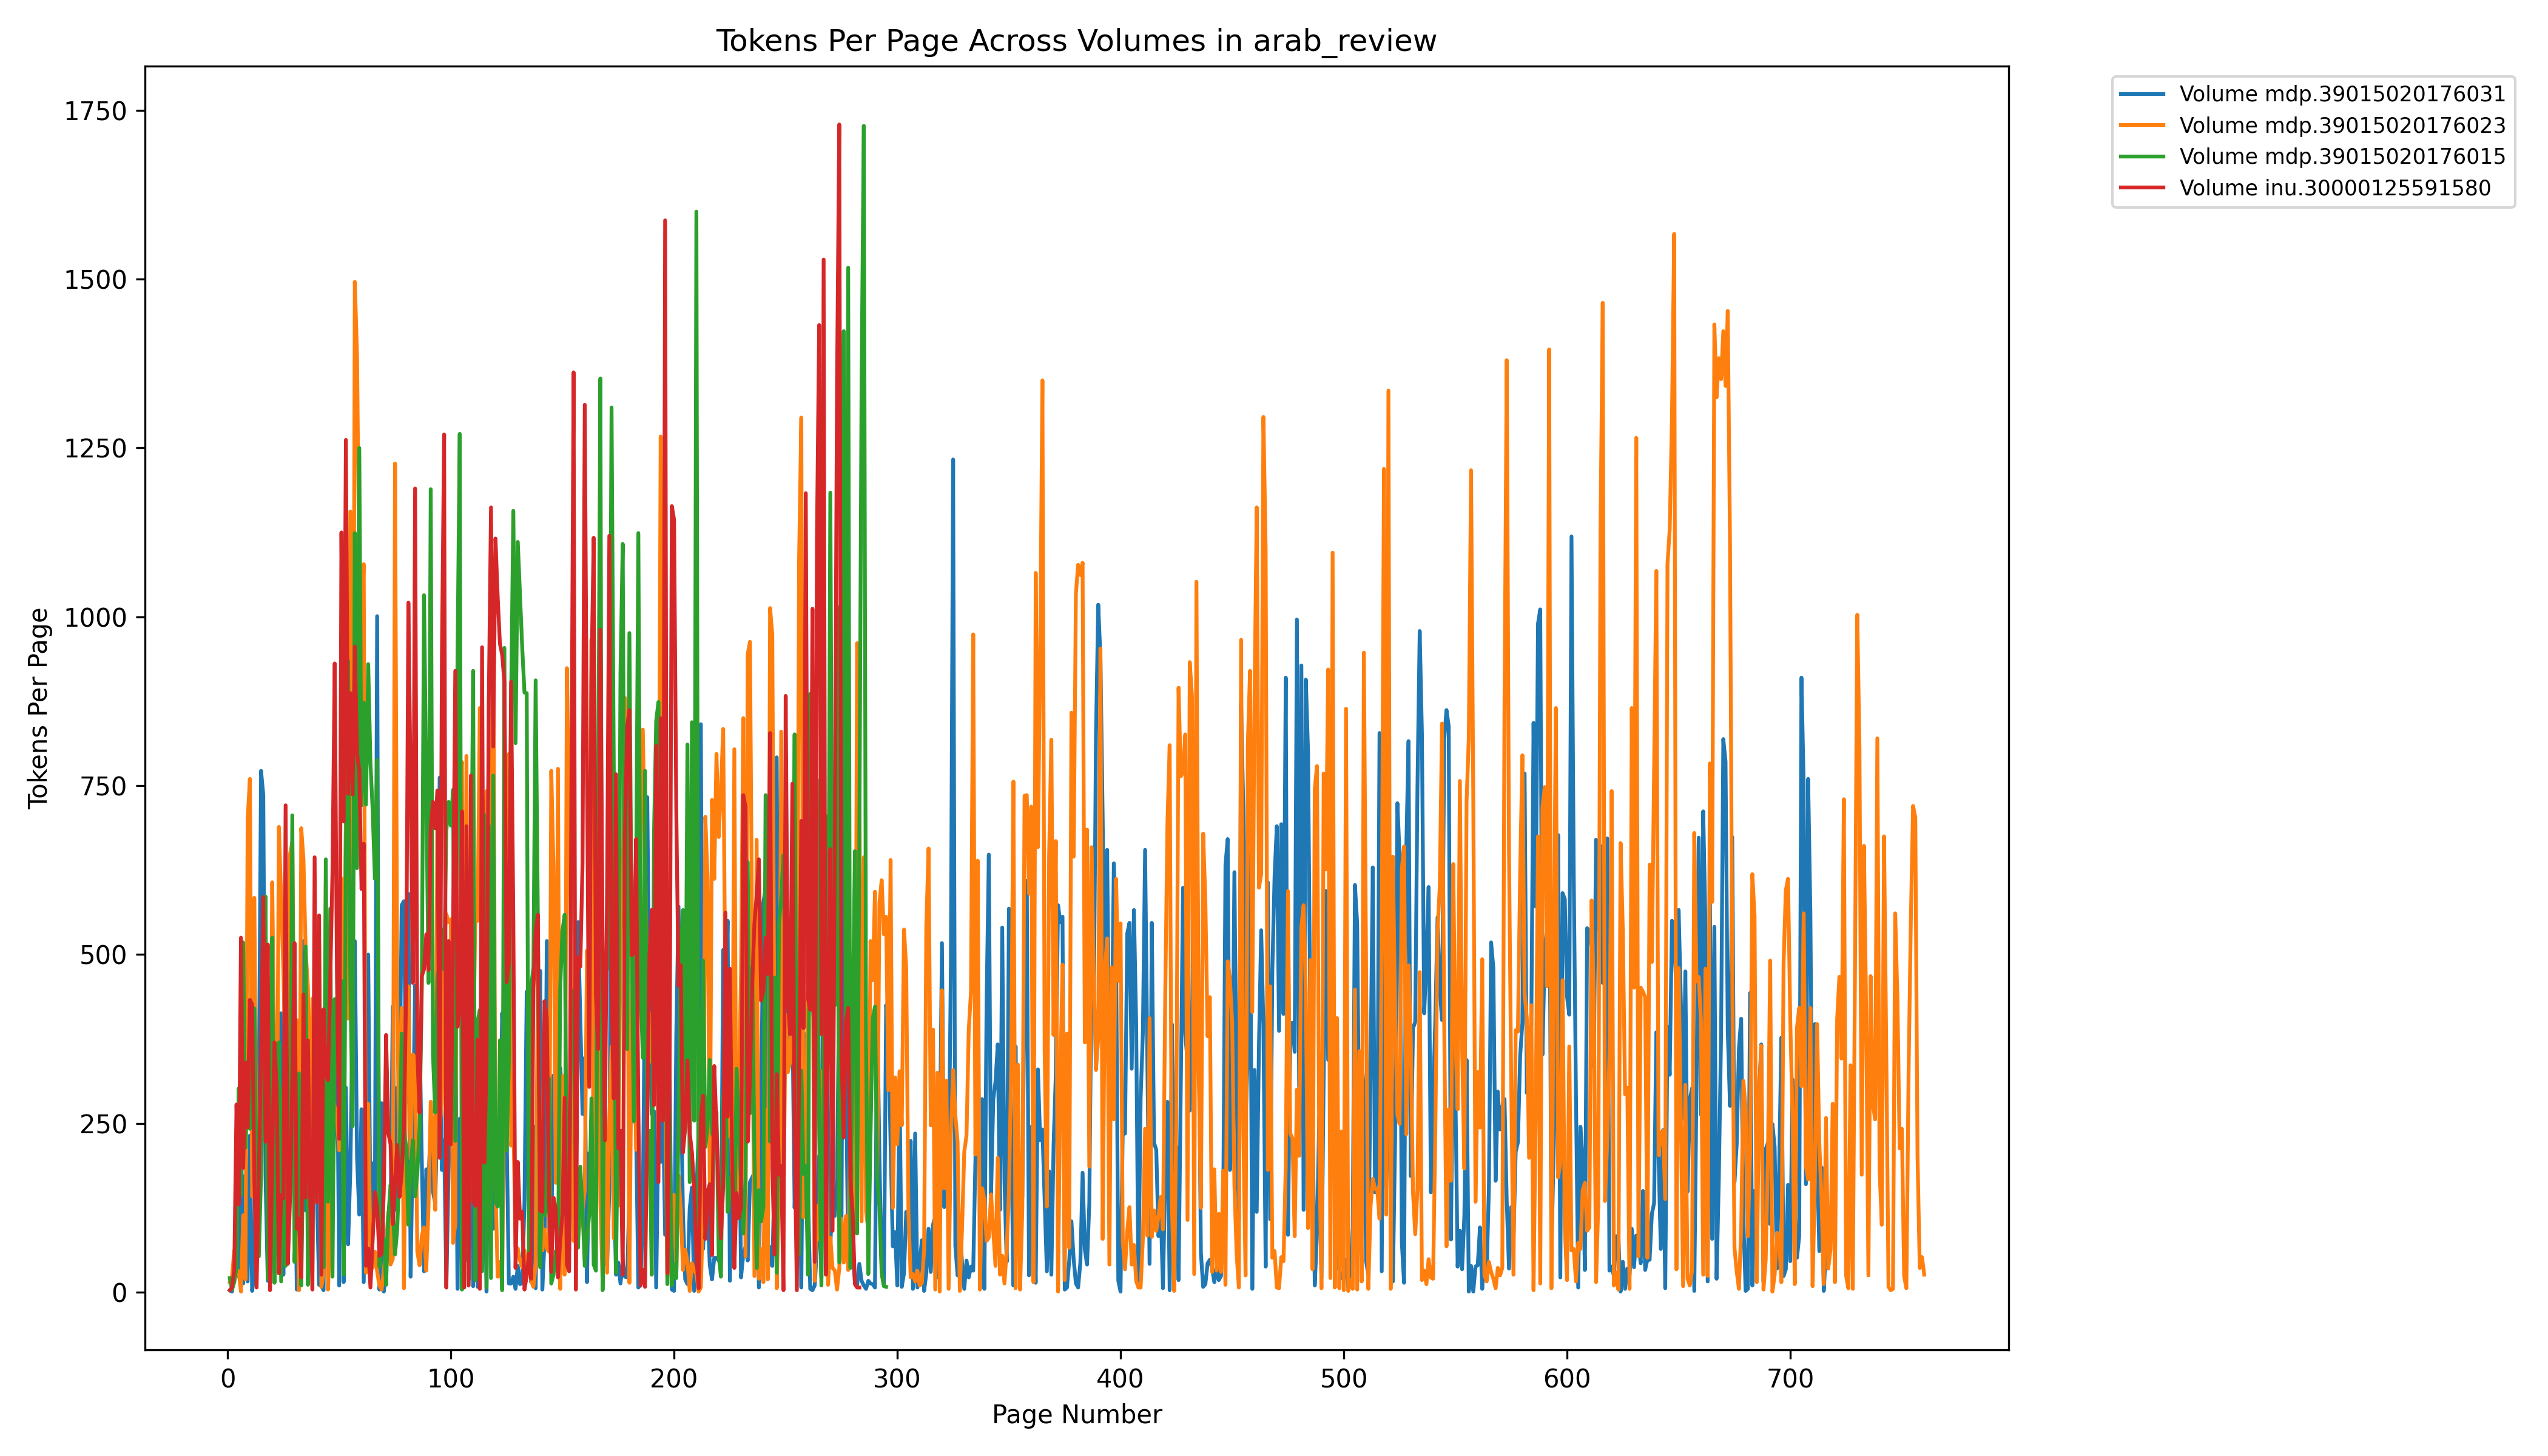 Tokens Per Page Across Volumes in arab_review
Volume mdp.39015020176031
Volume mdp.39015020176023
Volume mdp.39015020176015
Volume inu.30000125591580
Tokens Per Page
1750
1500
1250
1000
750
500
250
0
0 100 200 300 400 500 600 700
Page Number